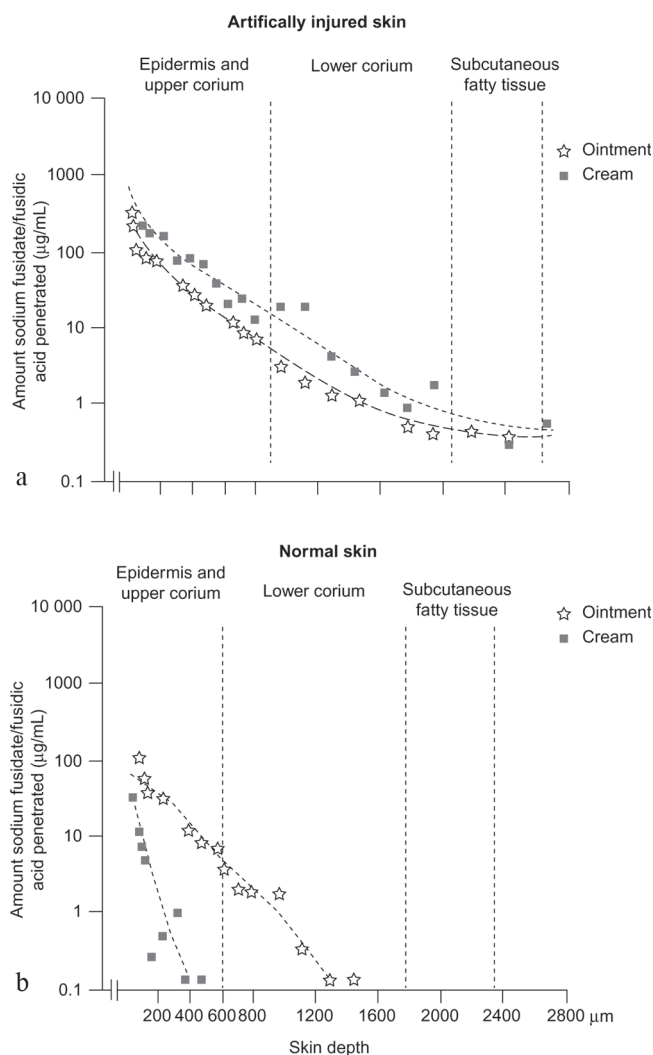 Artifically injured skin
Epidermis and
upper corium
Lower corium
Subcutaneous
fatty tissue
10 000
1000
100
10
1
0.1
Amount sodium fusidate/fusidic
acid penetrated (µg/mL)
Ointment
Cream
a
Normal skin
Epidermis and
upper corium
Lower corium
Subcutaneous
fatty tissue
10 000
1000
100
10
1
0.1
Amount sodium fusidate/fusidic
acid penetrated (µg/mL)
Ointment
Cream
b
200 400 600 800 1200 1600 2000 2400 2800 µm
Skin depth